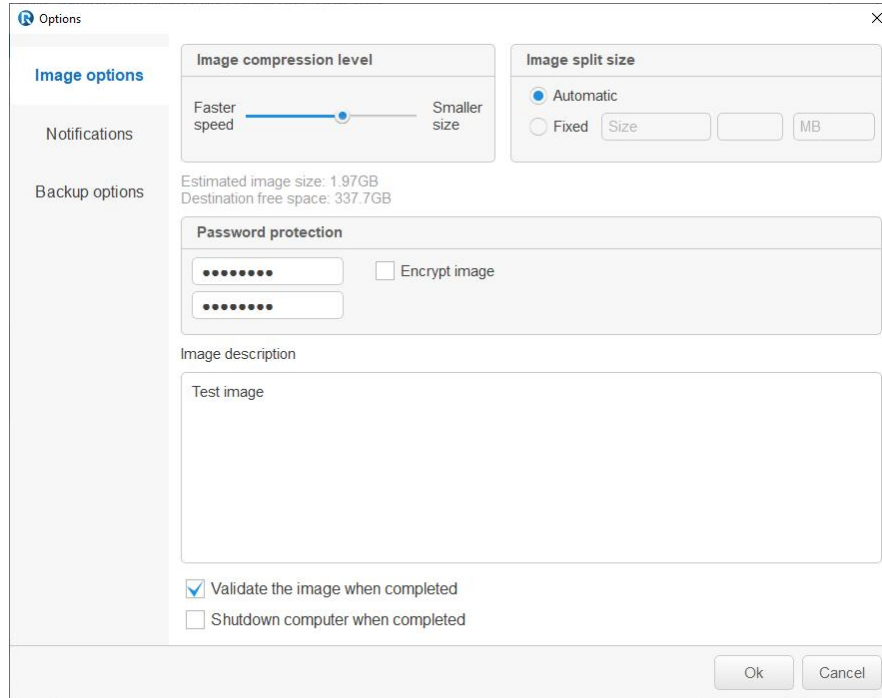 Options
Image options
Notifications
Backup options
Image compression level
Faster speed
Smaller size
Image split size
Automatic
Fixed
Size
MB
Estimated image size: 1.97GB
Destination free space: 337.7GB
Password protection
●●●●●●●●
Encrypt image
●●●●●●●●
Image description
Test image
Validate the image when completed
Shutdown computer when completed
Ok
Cancel